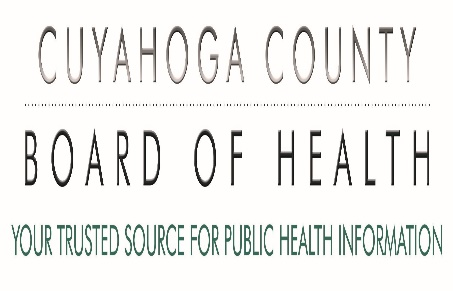 CUYAHOGA COUNTY
BOARD OF HEALTH
YOUR TRUSTED SOURCE FOR PUBLIC HEALTH INFORMATION